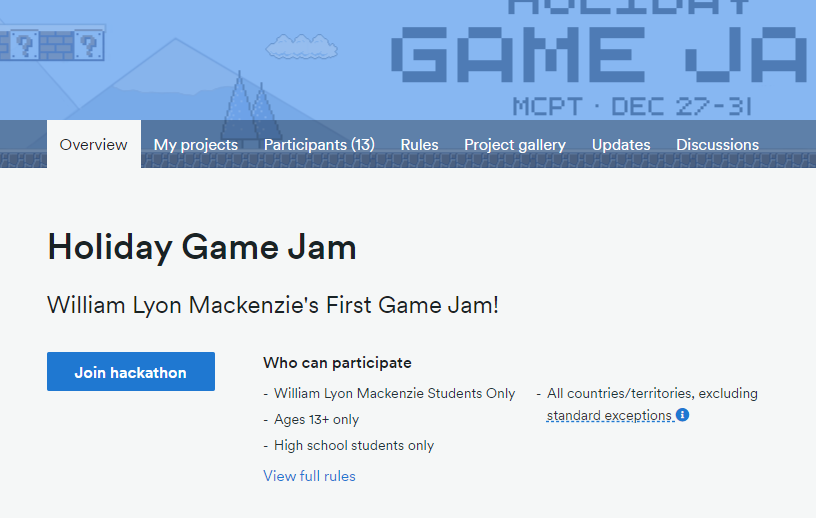 HOLIDAY
GAME JA
MCPT · DEC 27-31
Overview My projects Participants (13) Rules Project gallery Updates Discussions
Holiday Game Jam
William Lyon Mackenzie's First Game Jam!
Join hackathon
Who can participate
- William Lyon Mackenzie Students Only
- Ages 13+ only
- High school students only
- All countries/territories, excluding
standard exceptions i
View full rules